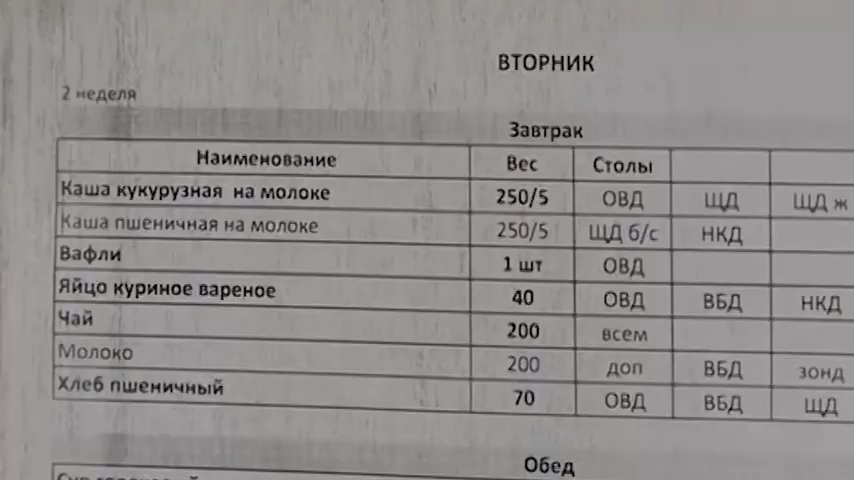 ВТОРНИК
2 неделя
Завтрак
Наименование Вес Столы
Каша кукурузная на молоке 250/5 ОВД ЩД ЩД ж
Каша пшеничная на молоке 250/5 ЩД б/с НКД
Вафли 1 шт ОВД
Яйцо куриное вареное 40 ОВД ВБД НКД
Чай 200 всем
Молоко 200 доп ВБД зонд
Хлеб пшеничный 70 ОВД ВБД ЩД
Обед